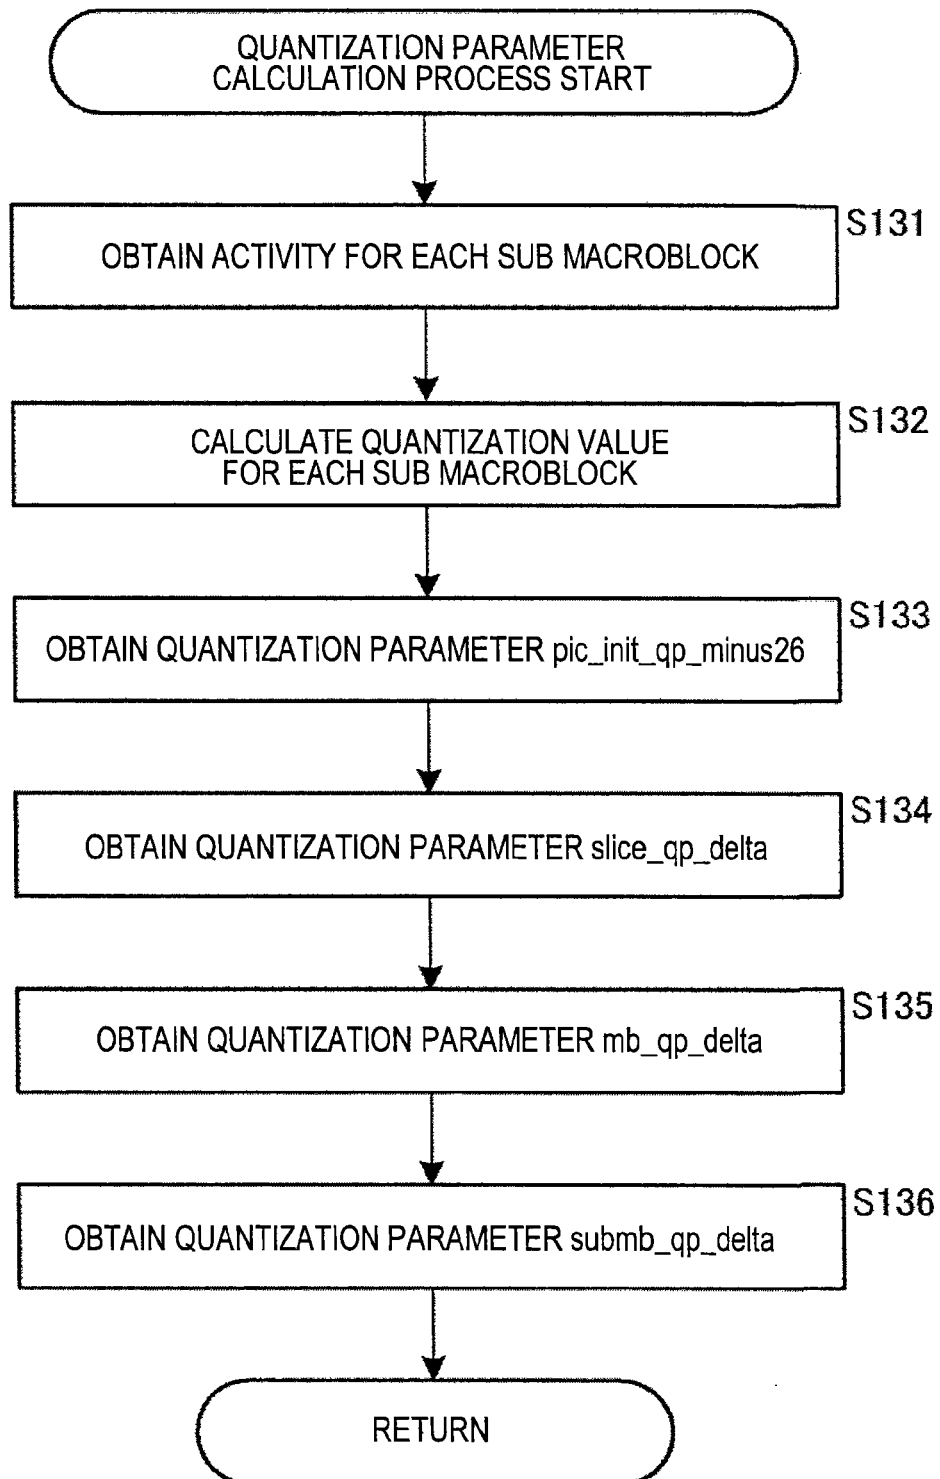 QUANTIZATION PARAMETER
CALCULATION PROCESS START
S131
OBTAIN ACTIVITY FOR EACH SUB MACROBLOCK
S132
CALCULATE QUANTIZATION VALUE
FOR EACH SUB MACROBLOCK
S133
OBTAIN QUANTIZATION PARAMETER pic_init_qp_minus26
S134
OBTAIN QUANTIZATION PARAMETER slice_qp_delta
S135
OBTAIN QUANTIZATION PARAMETER mb_qp_delta
S136
OBTAIN QUANTIZATION PARAMETER submb_qp_delta
RETURN